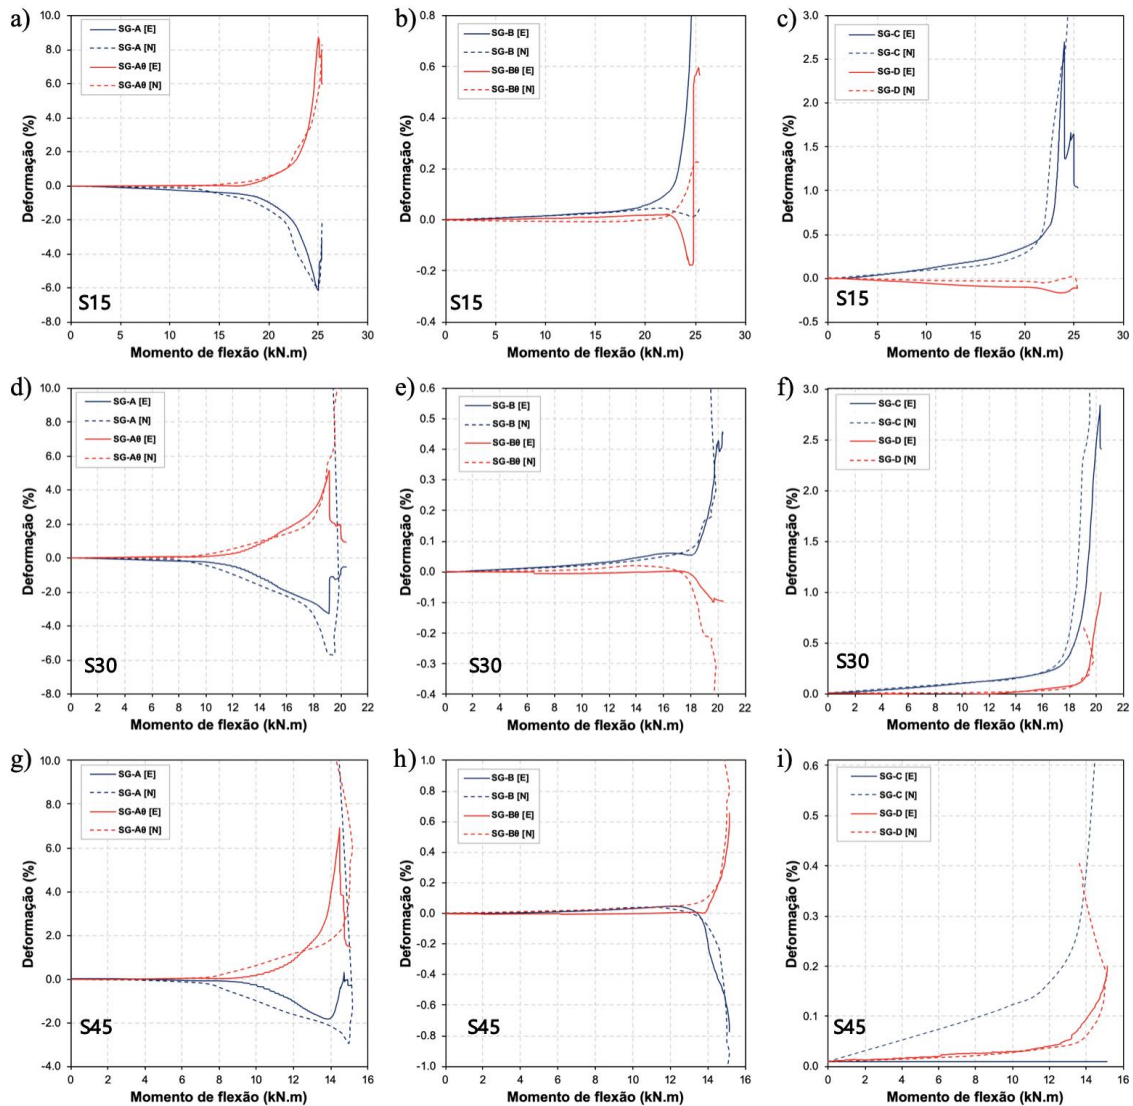 a)
SG-A [E]
SG-A [N]
SG-Aθ [E]
SG-Aθ [N]
Deformação (%)
10.0
8.0
6.0
4.0
2.0
0.0
-2.0
-4.0
-6.0
-8.0
S15
0 5 10 15 20 25 30
Momento de flexão (kN.m)
b)
SG-B [E]
SG-B [N]
SG-Bθ [E]
SG-Bθ [N]
Deformação (%)
0.8
0.6
0.4
0.2
0.0
-0.2
-0.4
S15
0 5 10 15 20 25 30
Momento de flexão (kN.m)
c)
SG-C [E]
SG-C [N]
SG-D [E]
SG-D [N]
Deformação (%)
3.0
2.5
2.0
1.5
1.0
0.5
0.0
-0.5
S15
0 5 10 15 20 25 30
Momento de flexão (kN.m)
d)
SG-A [E]
SG-A [N]
SG-Aθ [E]
SG-Aθ [N]
Deformação (%)
10.0
8.0
6.0
4.0
2.0
0.0
-2.0
-4.0
-6.0
-8.0
S30
0 2 4 6 8 10 12 14 16 18 20 22
Momento de flexão (kN.m)
e)
SG-B [E]
SG-B [N]
SG-Bθ [E]
SG-Bθ [N]
Deformação (%)
0.6
0.5
0.4
0.3
0.2
0.1
0.0
-0.1
-0.2
-0.3
-0.4
S30
0 2 4 6 8 10 12 14 16 18 20 22
Momento de flexão (kN.m)
f)
SG-C [E]
SG-C [N]
SG-D [E]
SG-D [N]
Deformação (%)
3.0
2.5
2.0
1.5
1.0
0.5
0.0
S30
0 2 4 6 8 10 12 14 16 18 20 22
Momento de flexão (kN.m)
g)
SG-A [E]
SG-A [N]
SG-Aθ [E]
SG-Aθ [N]
Deformação (%)
10.0
8.0
6.0
4.0
2.0
0.0
-2.0
-4.0
S45
0 2 4 6 8 10 12 14 16
Momento de flexão (kN.m)
h)
SG-B [E]
SG-B [N]
SG-Bθ [E]
SG-Bθ [N]
Deformação (%)
1.0
0.8
0.6
0.4
0.2
0.0
-0.2
-0.4
-0.6
-0.8
-1.0
S45
0 2 4 6 8 10 12 14 16
Momento de flexão (kN.m)
i)
SG-C [E]
SG-C [N]
SG-D [E]
SG-D [N]
Deformação (%)
0.6
0.5
0.4
0.3
0.2
0.1
0.0
S45
0 2 4 6 8 10 12 14 16
Momento de flexão (kN.m)